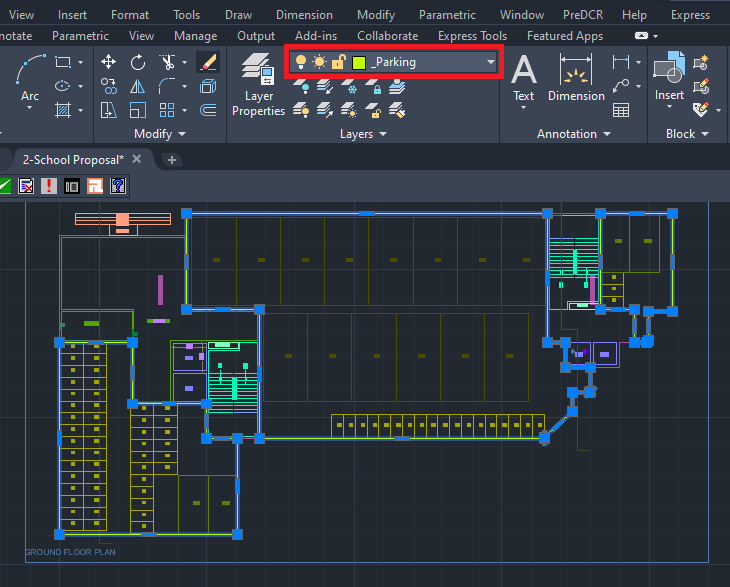 View Insert Format Tools Draw Dimension Modify Parametric Window PreDCR Help Express
nnotate Parametric View Manage Output Add-ins Collaborate Express Tools Featured Apps
_Parking
Arc
Layer
Properties
Text
Dimension
Insert
Modify
Layers
Annotation
Block
2-School Proposal*
GROUND FLOOR PLAN